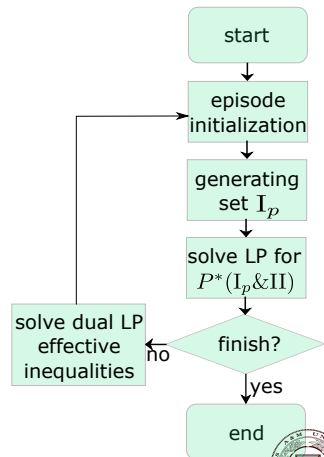 start
episode
initialization
generating
set I_p
solve LP for
P*(I_p&II)
finish?
no
solve dual LP
effective
inequalities
yes
end